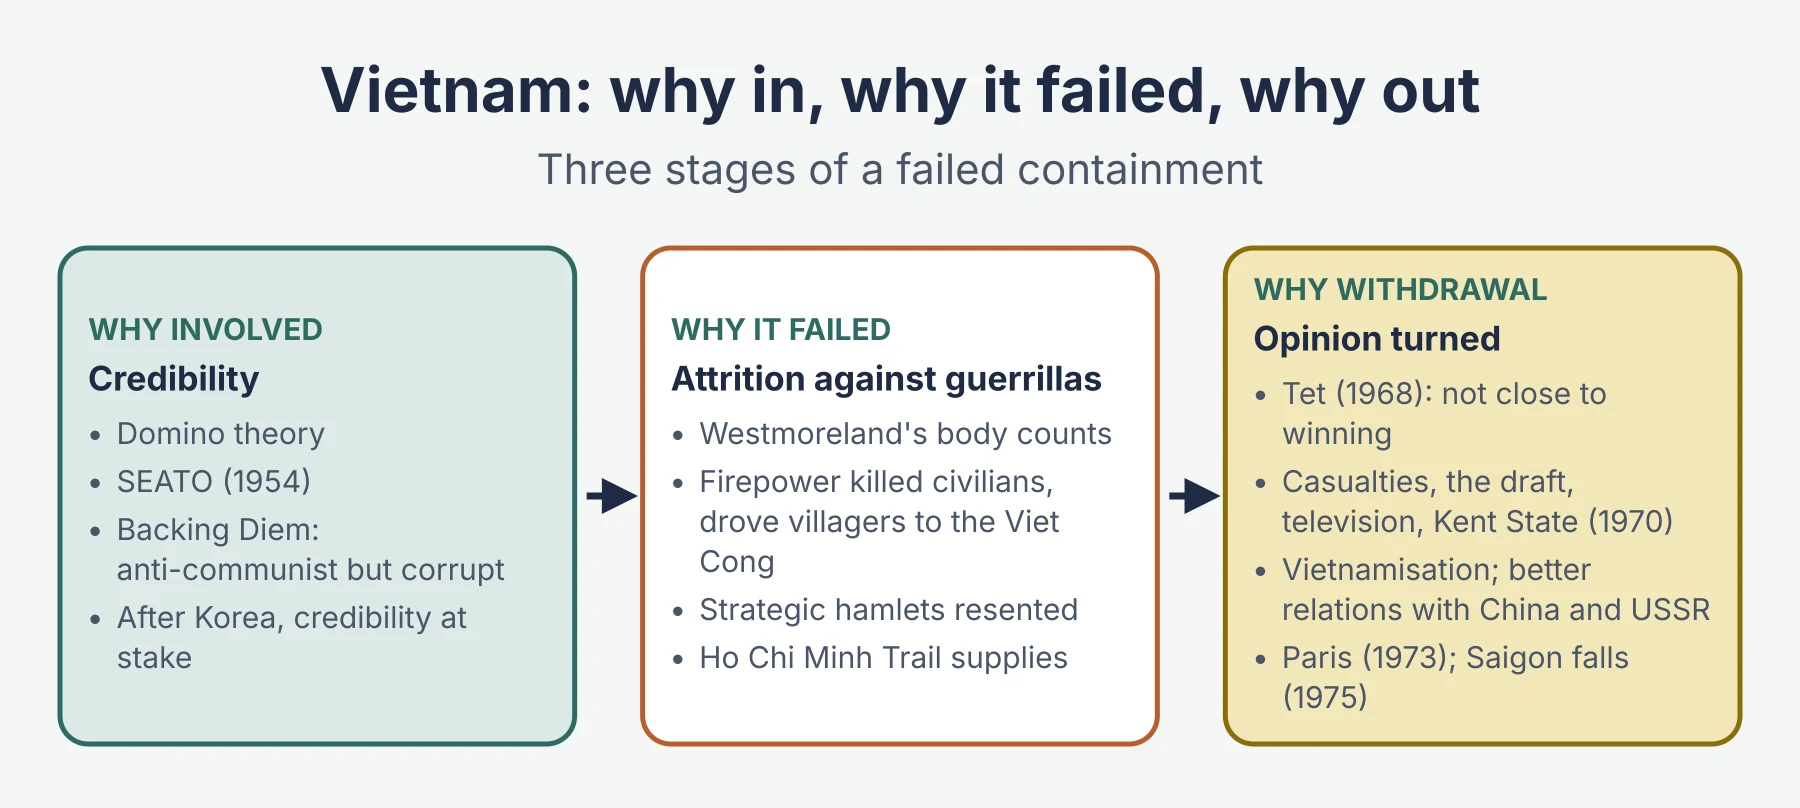 Vietnam: why in, why it failed, why out
Three stages of a failed containment
WHY INVOLVED
Credibility
• Domino theory
• SEATO (1954)
• Backing Diem:
anti-communist but corrupt
• After Korea, credibility at
stake
WHY IT FAILED
Attrition against guerrillas
• Westmoreland's body counts
• Firepower killed civilians,
drove villagers to the Viet
Cong
• Strategic hamlets resented
• Ho Chi Minh Trail supplies
WHY WITHDRAWAL
Opinion turned
• Tet (1968): not close to
winning
• Casualties, the draft,
television, Kent State (1970)
• Vietnamisation; better
relations with China and USSR
• Paris (1973); Saigon falls
(1975)